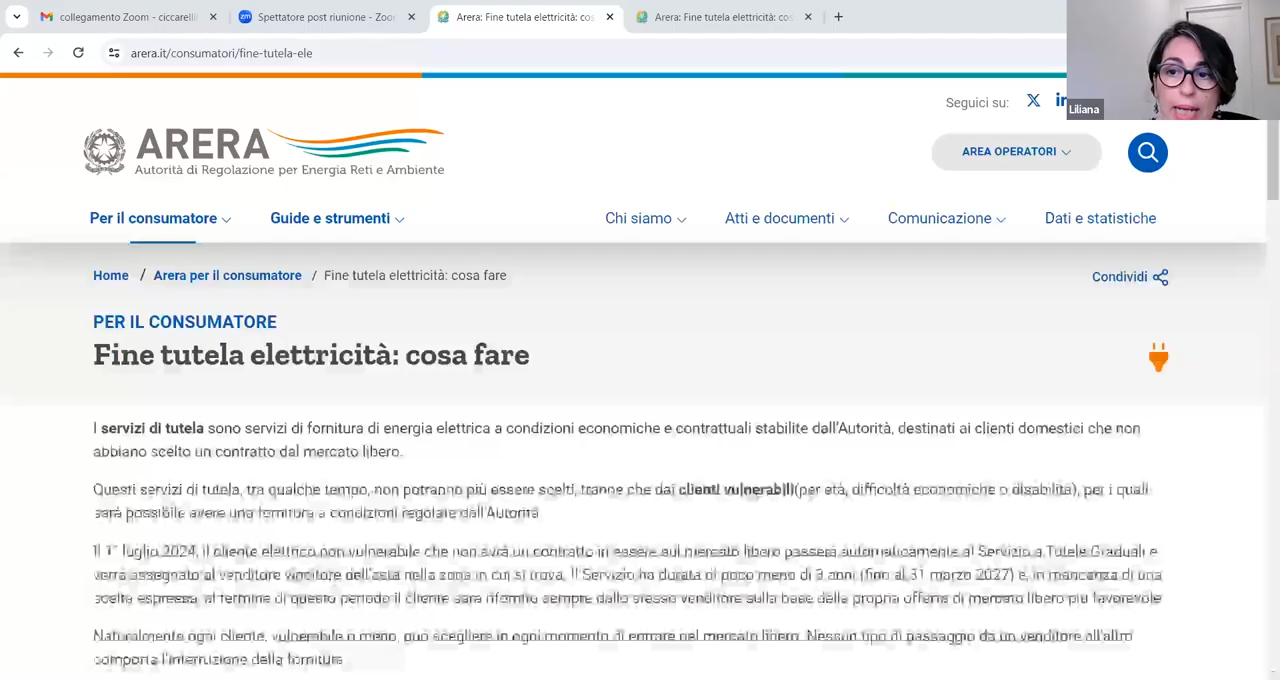 collegamento Zoom - ciccarelli
Spettatore post riunione - Zoo
Arera: Fine tutela elettricità: cos
Arera: Fine tutela elettricità: cos
arera.it/consumatori/fine-tutela-ele
Liliana
Seguici su:
ARERA
Autorità di Regolazione per Energia Reti e Ambiente
AREA OPERATORI
Per il consumatore
Guide e strumenti
Chi siamo
Atti e documenti
Comunicazione
Dati e statistiche
Home / Arera per il consumatore / Fine tutela elettricità: cosa fare
Condividi
PER IL CONSUMATORE
Fine tutela elettricità: cosa fare
I servizi di tutela sono servizi di fornitura di energia elettrica a condizioni economiche e contrattuali stabilite dall'Autorità, destinati ai clienti domestici che non
abbiano scelto un contratto dal mercato libero.
Questi servizi di tutela, tra qualche tempo, non potranno più essere scelti, tranne che dai clienti vulnerabili (per età, difficoltà economiche o disabilità), per i quali
sarà possibile avere una fornitura a condizioni regolate dall'Autorità
Il 1° luglio 2024, il cliente elettrico non vulnerabile che non avrà un contratto in essere sul mercato libero passerà automaticamente al Servizio a Tutele Graduali e
verrà assegnato al venditore vincitore dell'asta nella zona in cui si trova. Il Servizio ha durata di poco meno di 3 anni (fino al 31 marzo 2027) e, in mancanza di una
scelta espressa, al termine di questo periodo il cliente sarà rifornito sempre dallo stesso venditore sulla base della propria offerta di mercato libero più favorevole
Naturalmente ogni cliente, vulnerabile o meno, può scegliere in ogni momento di entrare nel mercato libero. Nessun tipo di passaggio da un venditore all'altro
comporta l'interruzione della fornitura